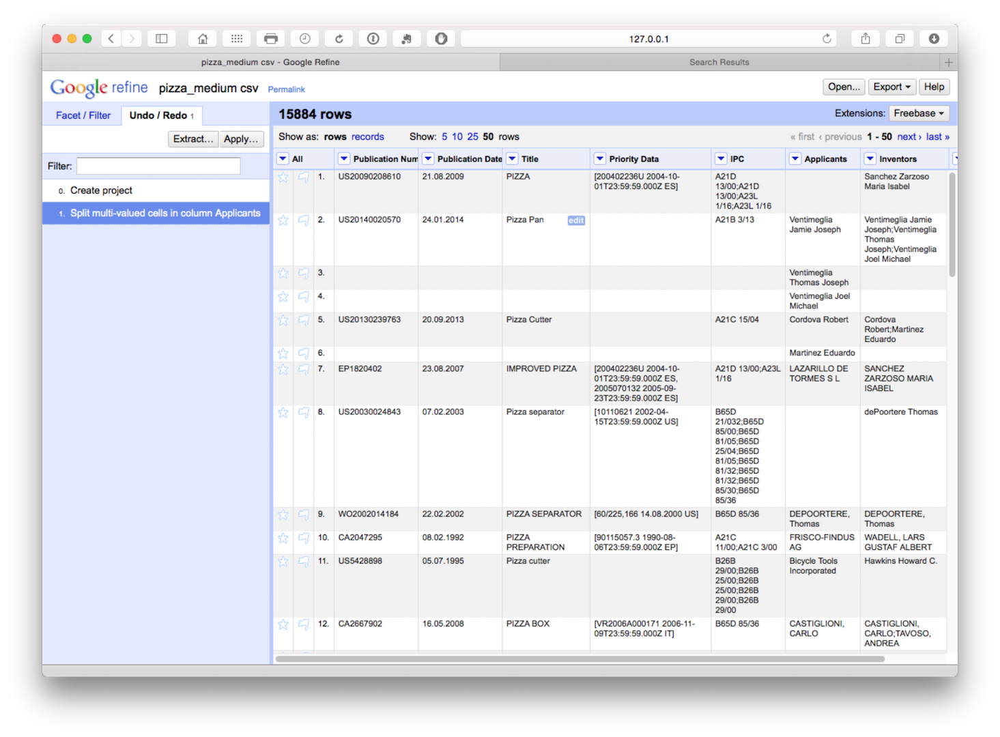 127.0.0.1
pizza_medium csv - Google Refine
Search Results
Google refine pizza_medium csv Permalink
Open... Export Help
Facet / Filter Undo / Redo 1
15884 rows
Extensions: Freebase
Extract... Apply...
Show as: rows records Show: 5 10 25 50 rows
« first ‹ previous 1 - 50 next › last »
Filter:
0. Create project
1. Split multi-valued cells in column Applicants
All Publication Num Publication Date Title Priority Data IPC Applicants Inventors
1. US20090208610 21.08.2009 PIZZA [200402236U 2004-10- A21D Sanchez Zarzoso
01T23:59:59.000Z ES] 13/00;A21D Maria Isabel
13/00;A23L
1/16;A23L 1/16
2. US20140020570 24.01.2014 Pizza Pan edit A21B 3/13 Ventimeglia Ventimeglia Jamie
Jamie Joseph Joseph;Ventimeglia
Thomas
Joseph;Ventimeglia
Joel Michael
3. Ventimeglia
Thomas Joseph
4. Ventimeglia Joel
Michael
5. US20130239763 20.09.2013 Pizza Cutter A21C 15/04 Cordova Robert Cordova
Robert;Martinez
Eduardo
6. Martinez Eduardo
7. EP1820402 23.08.2007 IMPROVED PIZZA [200402236U 2004-10- A21D 13/00;A23L LAZARILLO DE SANCHEZ
01T23:59:59.000Z ES, 1/16 TORMES S L ZARZOSO MARIA
2005070132 2005-09- ISABEL
23T23:59:59.000Z ES]
8. US20030024843 07.02.2003 Pizza separator [10110621 2002-04- B65D dePoortere Thomas
15T23:59:59.000Z US] 21/032;B65D
85/00;B65D
81/05;B65D
25/04;B65D
81/05;B65D
81/32;B65D
81/32;B65D
85/30;B65D
85/36
9. WO2002014184 22.02.2002 PIZZA SEPARATOR [60/225,166 14.08.2000 US] B65D 85/36 DEPOORTERE, DEPOORTERE,
Thomas Thomas
10. CA2047295 08.02.1992 PIZZA [90115057.3 1990-08- A21C FRISCO-FINDUS WADELL, LARS
PREPARATION 06T23:59:59.000Z EP] 11/00;A21C 3/00 AG GUSTAF ALBERT
11. US5428898 05.07.1995 Pizza cutter B26B Bicycle Tools Hawkins Howard C.
29/00;B26B Incorporated
25/00;B26B
25/00;B26B
29/00;B26B
29/00
12. CA2667902 16.05.2008 PIZZA BOX [VR2006A000171 2006-11- B65D 85/36 CASTIGLIONI, CASTIGLIONI,
09T23:59:59.000Z IT] CARLO CARLO;TAVOSO,
ANDREA